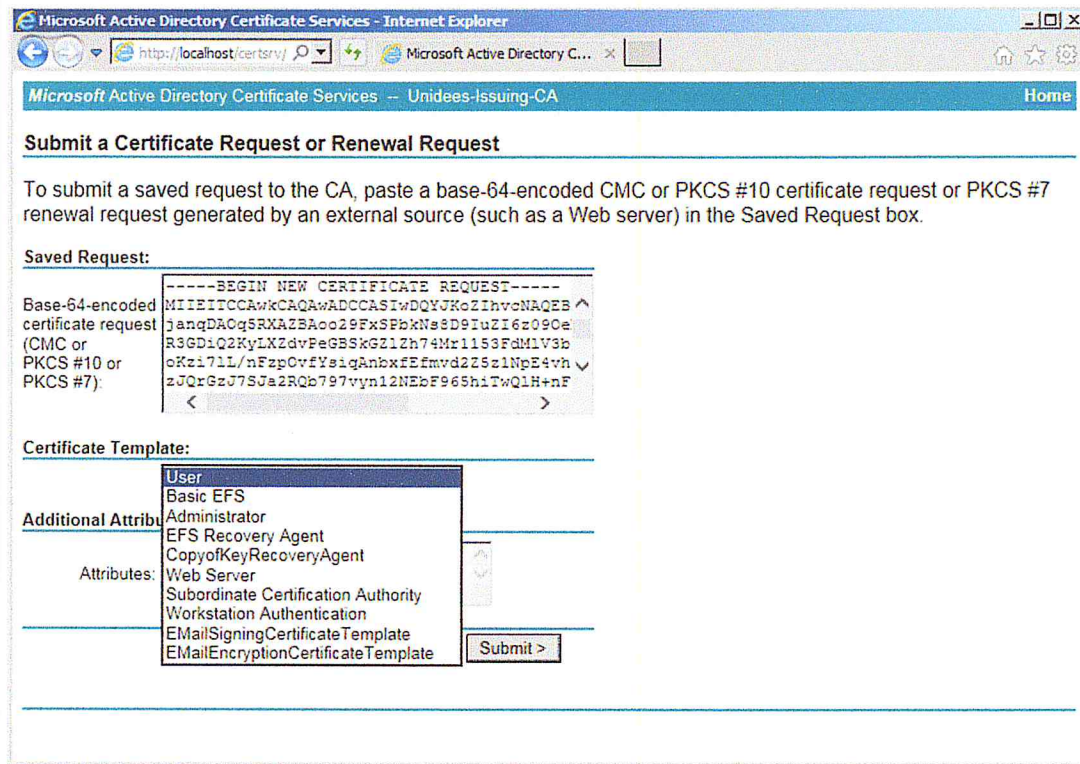 Microsoft Active Directory Certificate Services - Internet Explorer
http://localhost/certsrv/
Microsoft Active Directory C...
Microsoft Active Directory Certificate Services -- Unidees-Issuing-CA
Home
Submit a Certificate Request or Renewal Request
To submit a saved request to the CA, paste a base-64-encoded CMC or PKCS #10 certificate request or PKCS #7
renewal request generated by an external source (such as a Web server) in the Saved Request box.
Saved Request:
Base-64-encoded
certificate request
(CMC or
PKCS #10 or
PKCS #7):
-----BEGIN NEW CERTIFICATE REQUEST-----
Certificate Template:
User
Basic EFS
Administrator
EFS Recovery Agent
CopyofKeyRecoveryAgent
Web Server
Subordinate Certification Authority
Workstation Authentication
EMailSigningCertificateTemplate
EMailEncryptionCertificateTemplate
Additional Attribu
Attributes:
Submit >